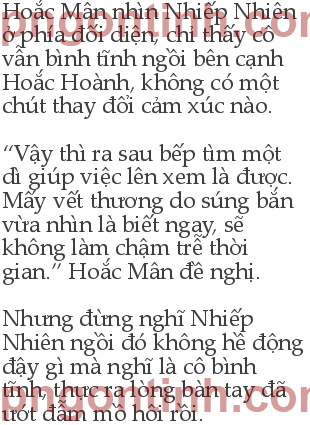 Hoắc Mân nhìn Nhiếp Nhiên
ở phía đối diện, chỉ thấy cô
vẫn bình tĩnh ngồi bên cạnh
Hoắc Hoành, không có một
chút thay đổi cảm xúc nào.
“Vậy thì ra sau bếp tìm một
dì giúp việc lên xem là được.
Mấy vết thương do súng bắn
vừa nhìn là biết ngay, sẽ
không làm chậm trễ thời
gian.” Hoắc Mân đề nghị.
Nhưng đừng nghĩ Nhiếp
Nhiên ngồi đó không hề động
đậy gì mà nghĩ là cô bình
tĩnh, thực ra lòng bàn tay đã
ướt đẫm mồ hôi rồi.
pngontinh.com
pngontinh.com